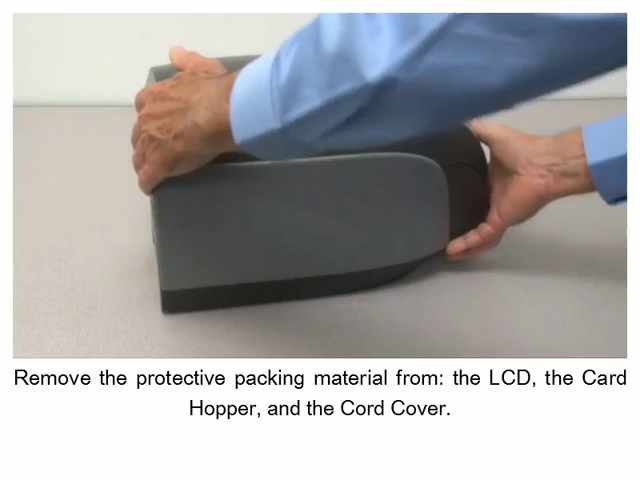 Remove the protective packing material from: the LCD, the Card
Hopper, and the Cord Cover.